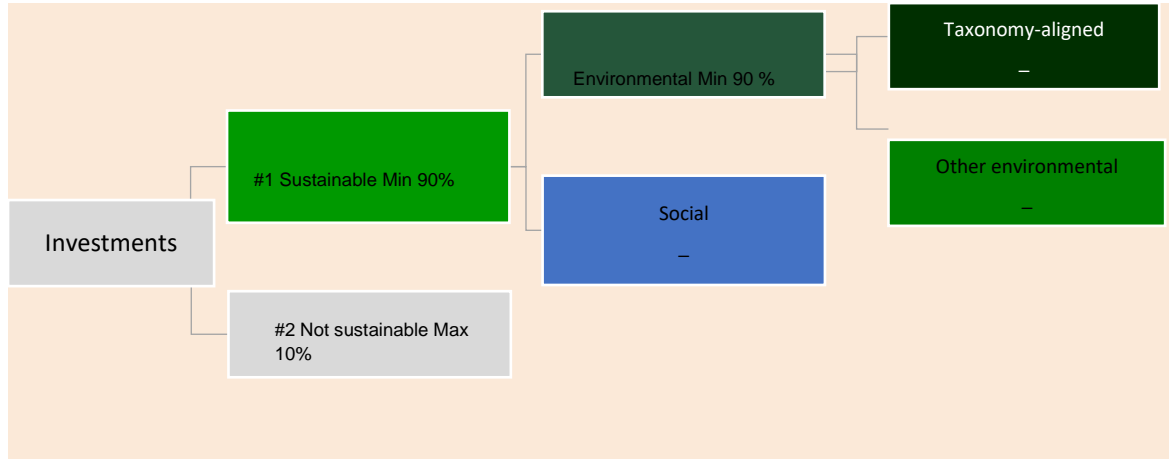 Investments
#1 Sustainable Min 90%
#2 Not sustainable Max
10%
Environmental Min 90 %
Social
_
Taxonomy-aligned
_
Other environmental
_